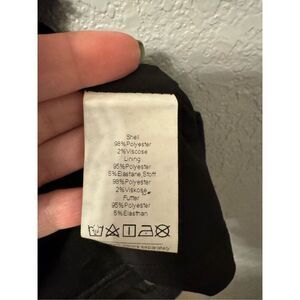 Shell
98%Polyester
2%Viscose
Lining
95%Polyester
5%Elastane,Stoff
98%Polyester
2%Viskose
Futter
95%Polyester
5%Elasthan
separately